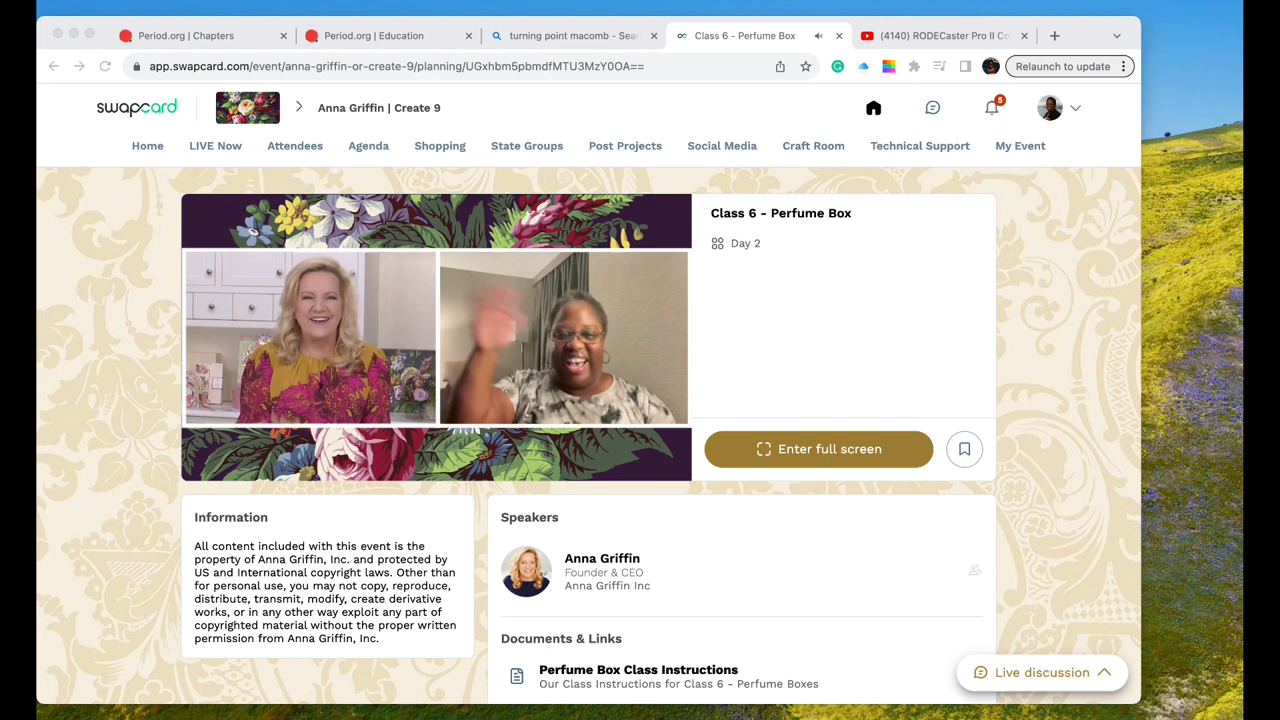 Period.org | Chapters
Period.org | Education
turning point macomb - Sear
Class 6 - Perfume Box
(4140) RODECaster Pro II Co
app.swapcard.com/event/anna-griffin-or-create-9/planning/UGxhbm5pbmdfMTU3MzY0OA==
Relaunch to update
swapcard
Anna Griffin | Create 9
5
Home
LIVE Now
Attendees
Agenda
Shopping
State Groups
Post Projects
Social Media
Craft Room
Technical Support
My Event
Class 6 - Perfume Box
Day 2
Enter full screen
Information
All content included with this event is the
property of Anna Griffin, Inc. and protected by
US and International copyright laws. Other than
for personal use, you may not copy, reproduce,
distribute, transmit, modify, create derivative
works, or in any other way exploit any part of
copyrighted material without the proper written
permission from Anna Griffin, Inc.
Speakers
Anna Griffin
Founder & CEO
Anna Griffin Inc
Documents & Links
Perfume Box Class Instructions
Our Class Instructions for Class 6 - Perfume Boxes
Live discussion